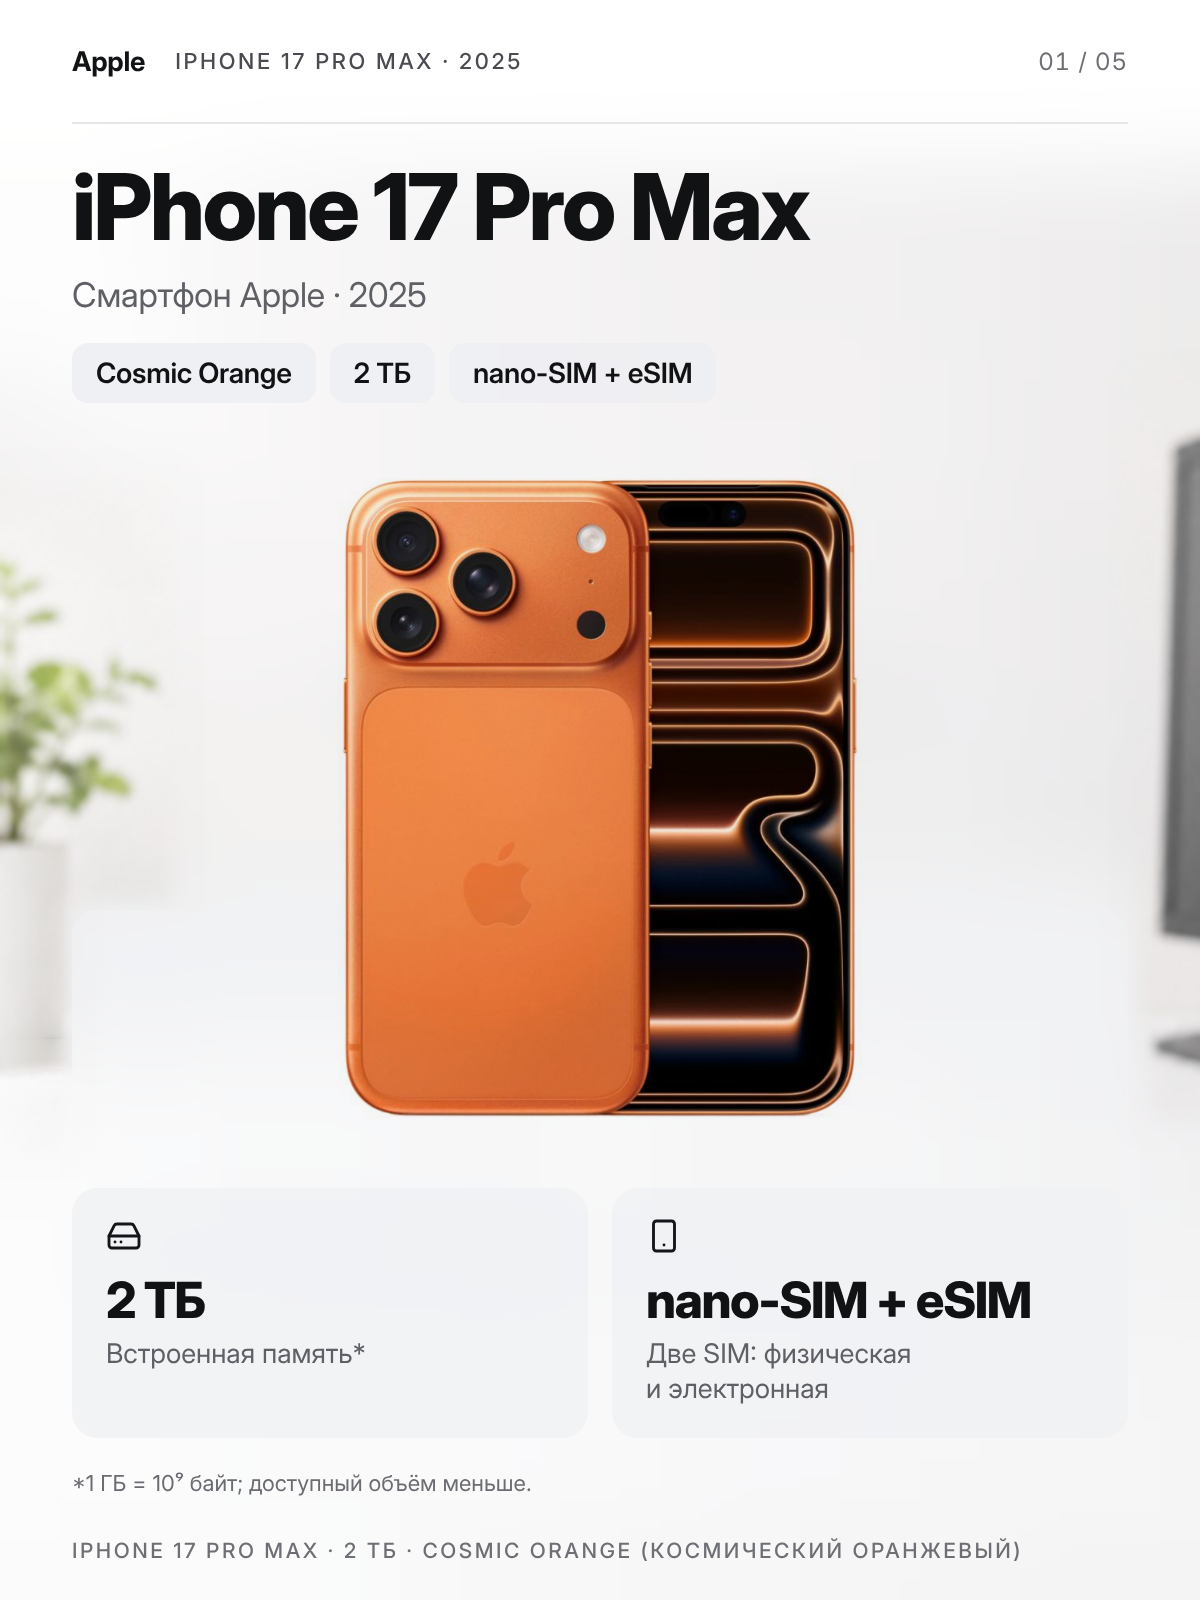 Apple IPHONE 17 PRO MAX · 2025 01 / 05
iPhone 17 Pro Max
Смартфон Apple · 2025
Cosmic Orange 2 ТБ nano-SIM + eSIM
2 ТБ
Встроенная память*
nano-SIM + eSIM
Две SIM: физическая
и электронная
*1 ГБ = 10⁹ байт; доступный объём меньше.
IPHONE 17 PRO MAX · 2 ТБ · COSMIC ORANGE (КОСМИЧЕСКИЙ ОРАНЖЕВЫЙ)